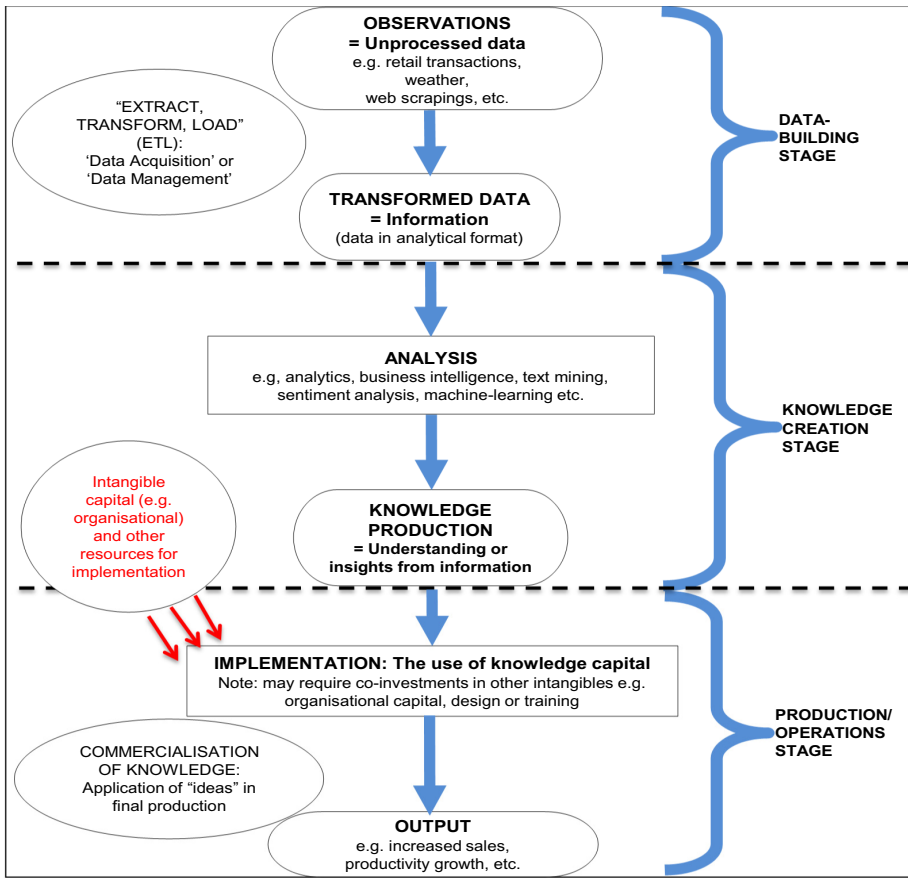 OBSERVATIONS
= Unprocessed data
e.g. retail transactions,
weather,
web scrapings, etc.
“EXTRACT,
TRANSFORM, LOAD”
(ETL):
‘Data Acquisition’ or
‘Data Management’
DATA-
BUILDING
STAGE
TRANSFORMED DATA
= Information
(data in analytical format)
ANALYSIS
e.g, analytics, business intelligence, text mining,
sentiment analysis, machine-learning etc.
KNOWLEDGE
CREATION
STAGE
Intangible
capital (e.g.
organisational)
and other
resources for
implementation
KNOWLEDGE
PRODUCTION
= Understanding or
insights from information
IMPLEMENTATION: The use of knowledge capital
Note: may require co-investments in other intangibles e.g.
organisational capital, design or training
PRODUCTION/
OPERATIONS
STAGE
COMMERCIALISATION
OF KNOWLEDGE:
Application of “ideas” in
final production
OUTPUT
e.g. increased sales,
productivity growth, etc.